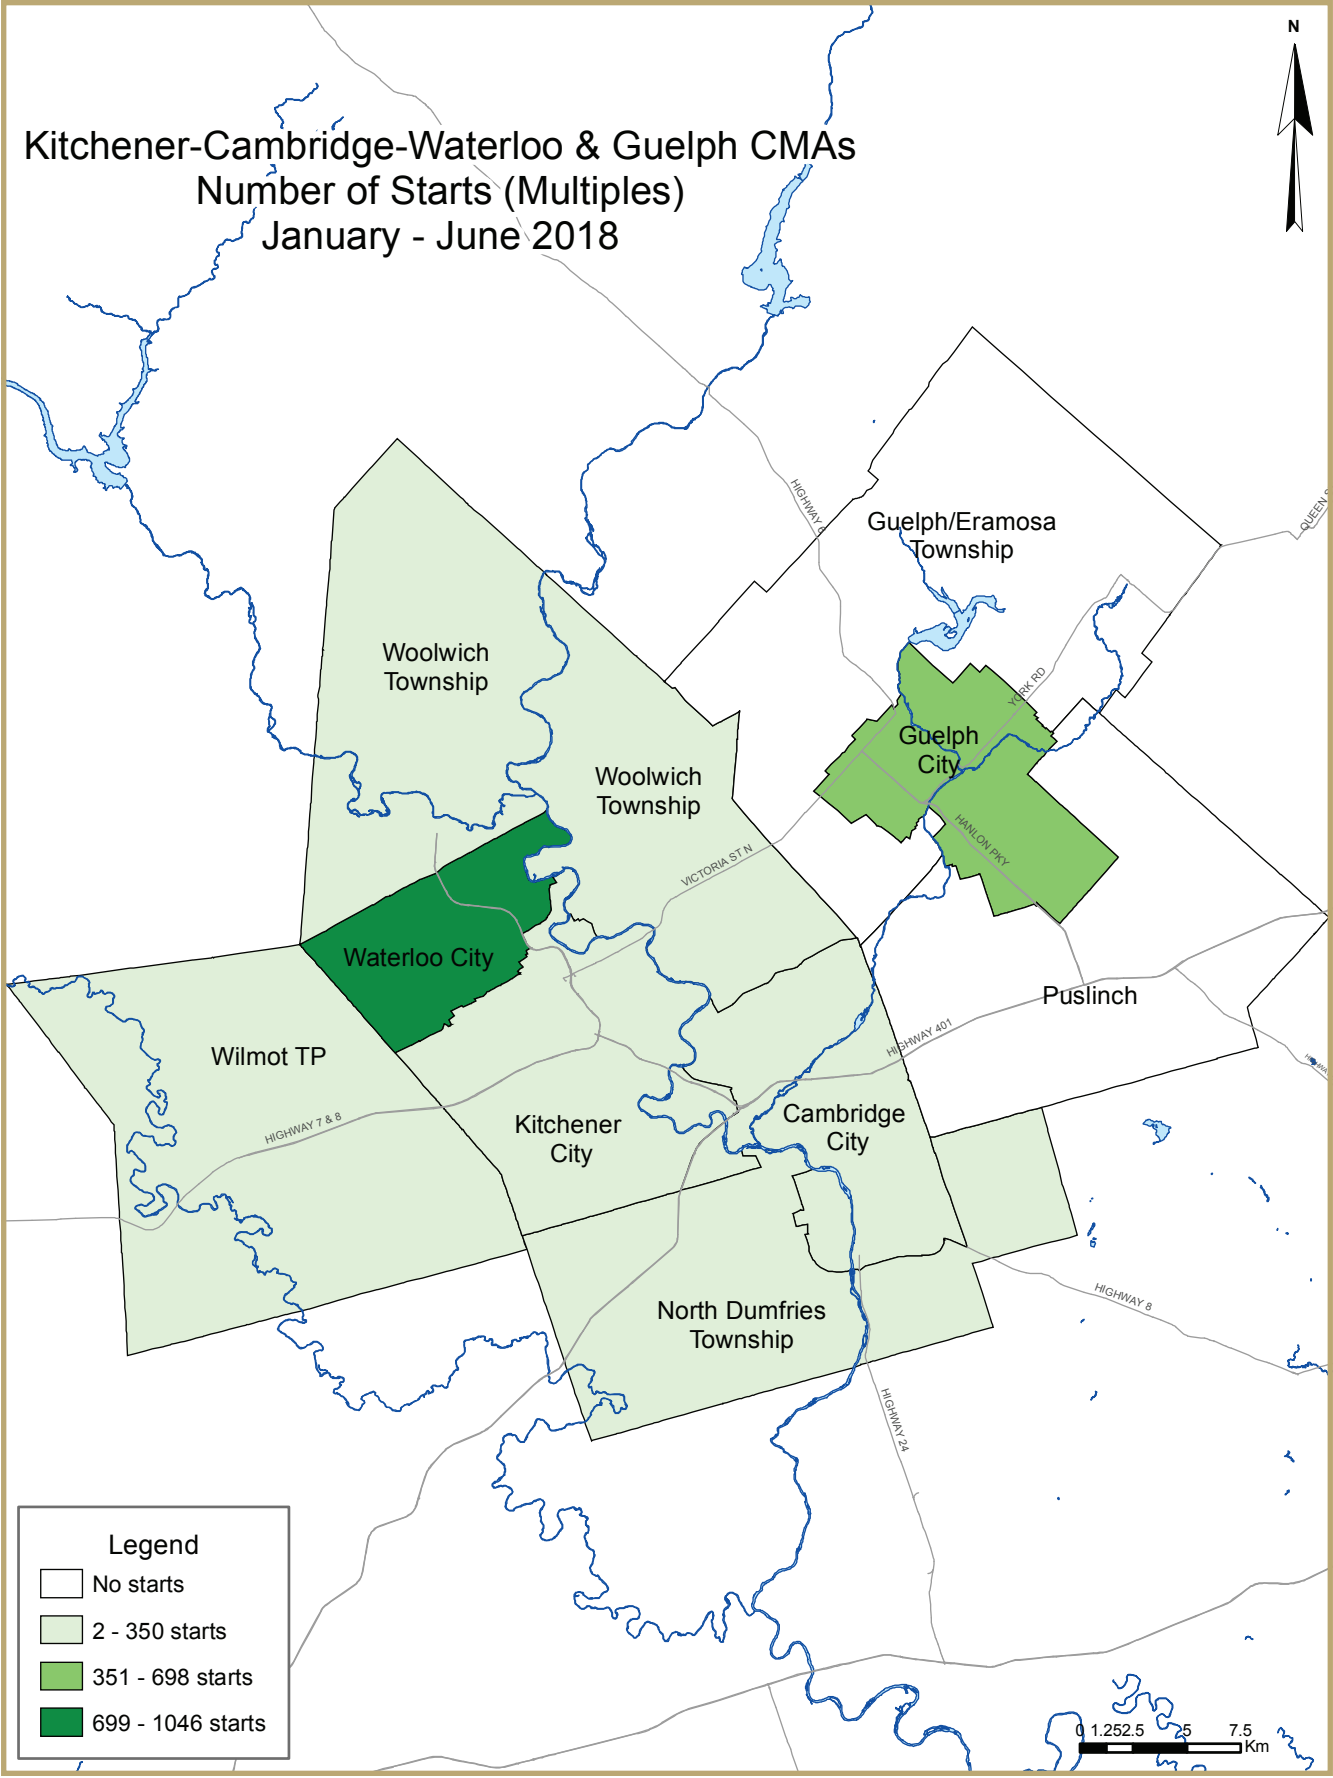 N
Kitchener-Cambridge-Waterloo & Guelph CMAs
Number of Starts (Multiples)
January - June 2018
HIGHWAY 6
QUEEN S
Guelph/Eramosa
Township
Woolwich
Township
YORK RD
Guelph
City
Woolwich
Township
HANLON PKY
VICTORIA ST N
Waterloo City
Puslinch
HIGHWAY 401
Wilmot TP
HIGHWAY 7 & 8
Kitchener
City
Cambridge
City
HIGHWAY 8
North Dumfries
Township
HIGHWAY 24
Legend
No starts
2 - 350 starts
351 - 698 starts
699 - 1046 starts
0 1.25 2.5 5 7.5
Km